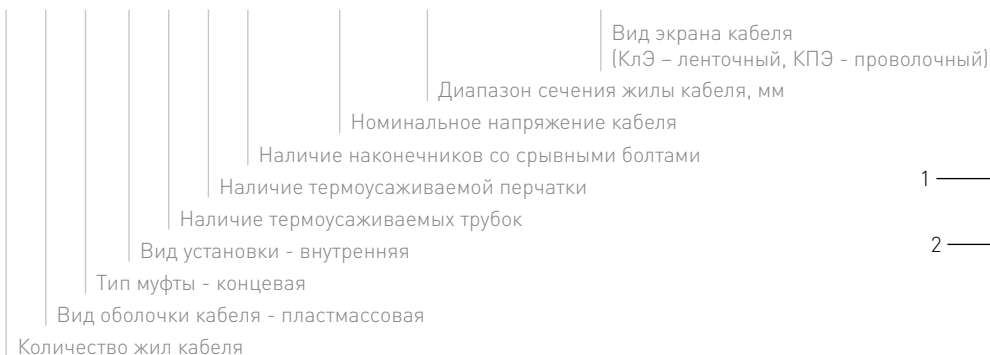 Вид экрана кабеля
(КлЭ – ленточный, КПЭ - проволочный)
Диапазон сечения жилы кабеля, мм
Номинальное напряжение кабеля
Наличие наконечников со срывными болтами
1
Наличие термоусаживаемой перчатки
Наличие термоусаживаемых трубок
2
Вид установки - внутренняя
Тип муфты - концевая
Вид оболочки кабеля - пластмассовая
Количество жил кабеля